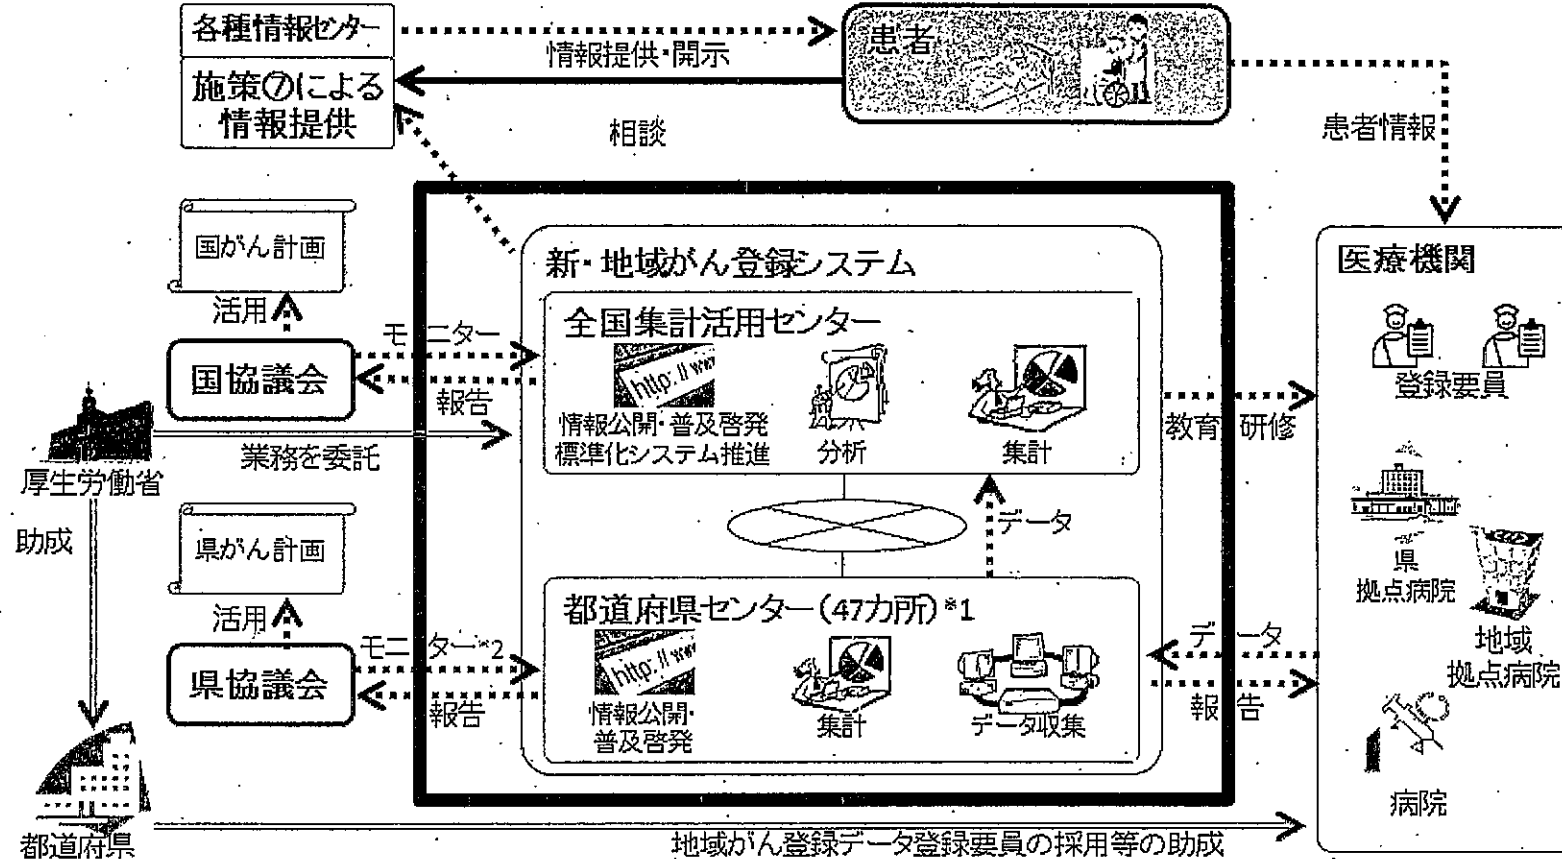 各種情報センター
施策⑦による
情報提供
情報提供・開示
相談
患者
患者情報
国がん計画
活用
国協議会
モニター
報告
厚生労働省
業務を委託
助成
県がん計画
活用
県協議会
モニター*2
報告
都道府県
新・地域がん登録システム
全国集計活用センター
http://www
情報公開・普及啓発
標準化システム推進
分析
集計
データ
都道府県センター(47カ所)*1
http://www
情報公開・
普及啓発
集計
データ収集
教育・研修
データ
報告
医療機関
登録要員
県
拠点病院
地域
拠点病院
病院
地域がん登録データ登録要員の採用等の助成